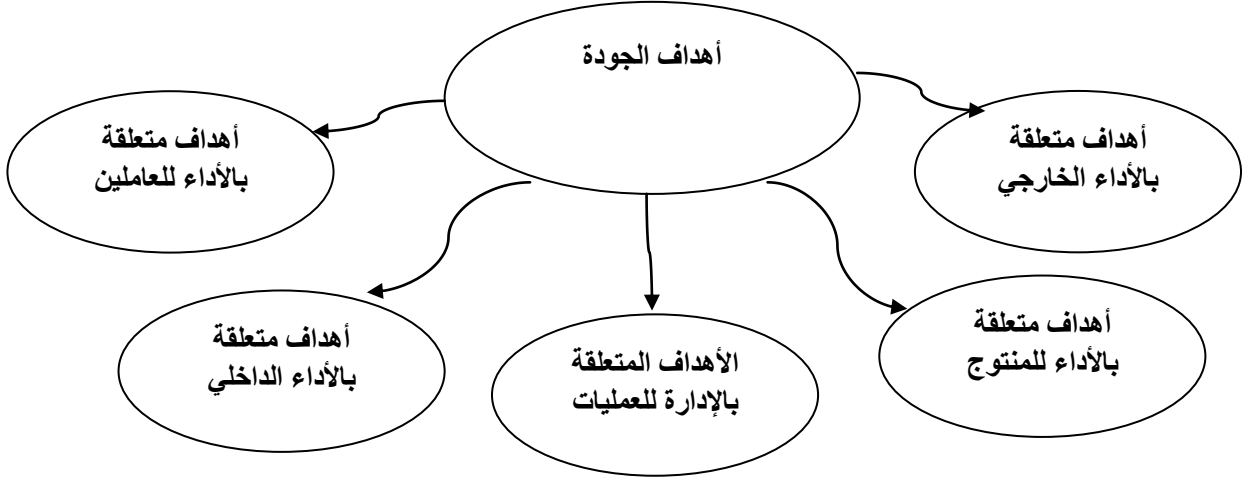 أهداف الجودة
أهداف متعلقة
بالأداء الخارجي
أهداف متعلقة
بالأداء للعاملين
أهداف متعلقة
بالأداء للمنتوج
الأهداف المتعلقة
بالإدارة للعمليات
أهداف متعلقة
بالأداء الداخلي